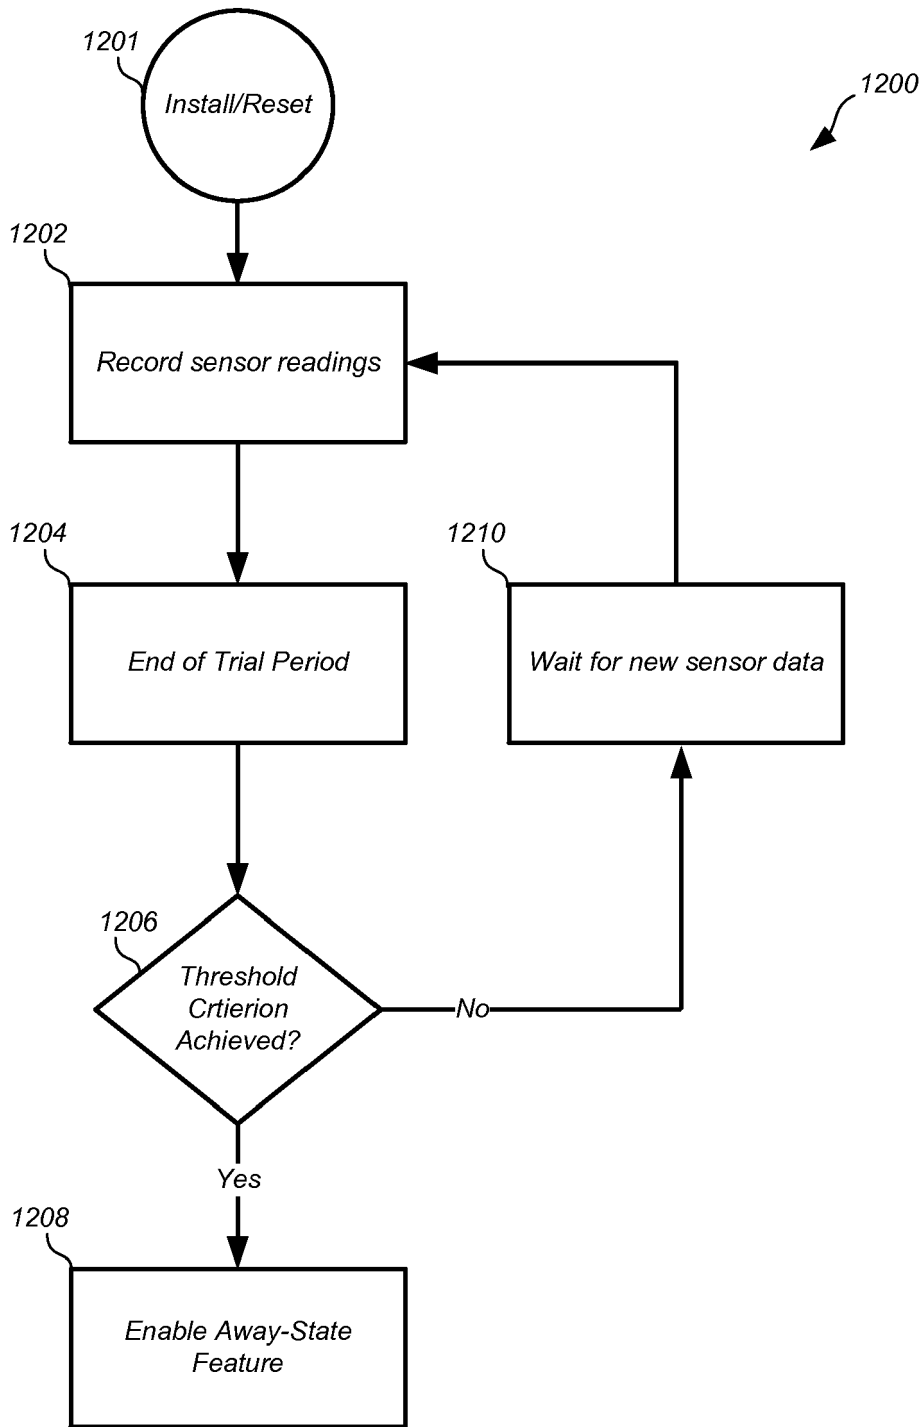 1201
Install/Reset
1200
1202
Record sensor readings
1204
End of Trial Period
1210
Wait for new sensor data
1206
Threshold
Crtierion
Achieved?
No
Yes
1208
Enable Away-State
Feature